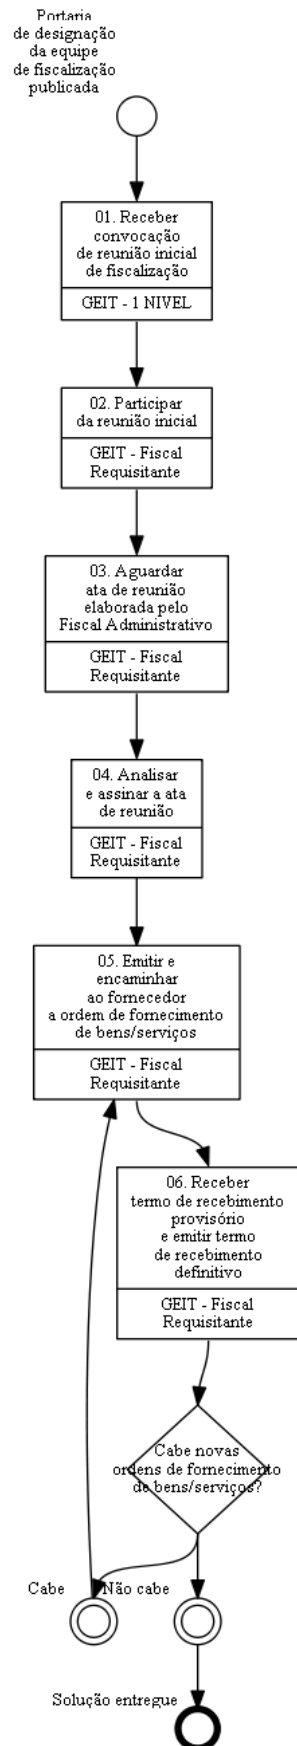 Portaria
de designação
da equipe
de fiscalização
publicada
01. Receber
convocação
de reunião inicial
de fiscalização
GEIT - 1 NIVEL
02. Participar
da reunião inicial
GEIT - Fiscal
Requisitante
03. Aguardar
ata de reunião
elaborada pelo
Fiscal Administrativo
GEIT - Fiscal
Requisitante
04. Analisar
e assinar a ata
de reunião
GEIT - Fiscal
Requisitante
05. Emitir e
encaminhar
ao fornecedor
a ordem de fornecimento
de bens/serviços
GEIT - Fiscal
Requisitante
06. Receber
termo de recebimento
provisório
e emitir termo
de recebimento
definitivo
GEIT - Fiscal
Requisitante
Cabe novas
ordens de fornecimento
de bens/serviços?
Cabe
Não cabe
Solução entregue